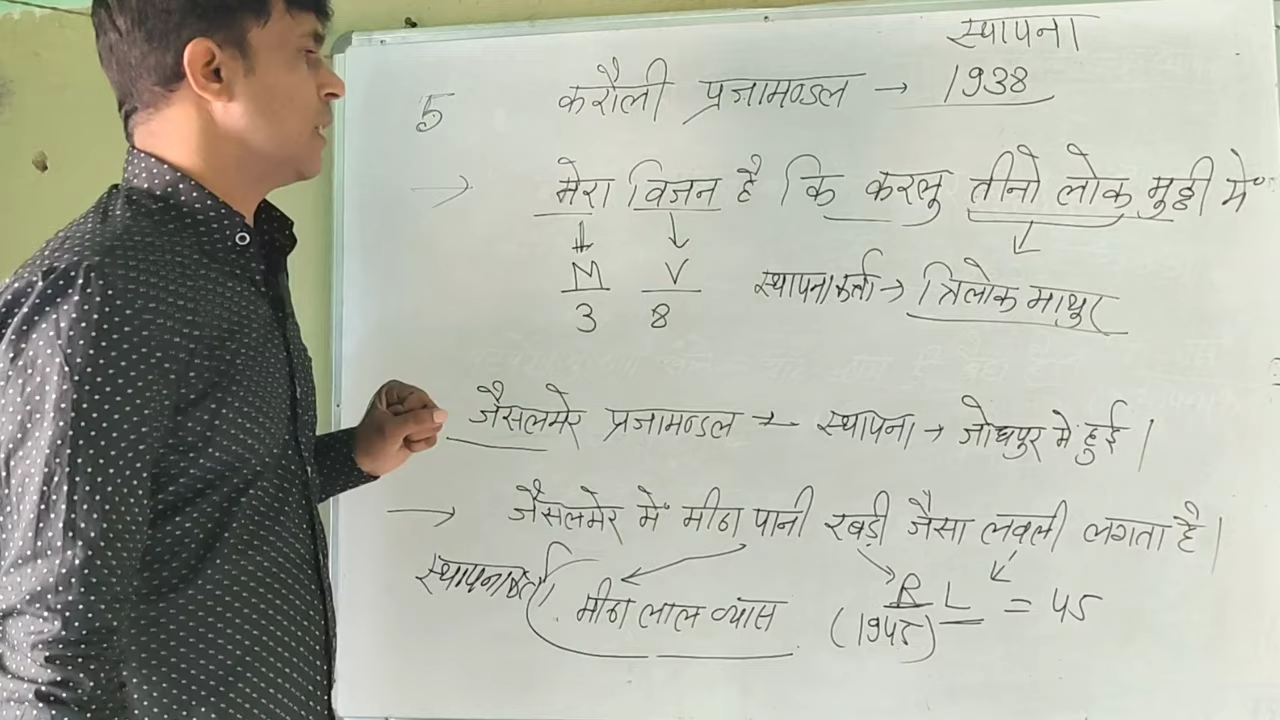 स्थापना
5 करौली प्रजामण्डल → 1938
→ मेरा विजन है कि करलु तीनो लोक मुट्ठी में
M V स्थापनाकर्ता → त्रिलोक माथुर
3 8
जैसलमेर प्रजामण्डल → स्थापना → जोधपुर में हुई |
→ जैसलमेर में मीठा पानी रबड़ी जैसा लवली लगता है |
स्थापनाकर्ता मीठा लाल व्यास R L = 45
(1945)